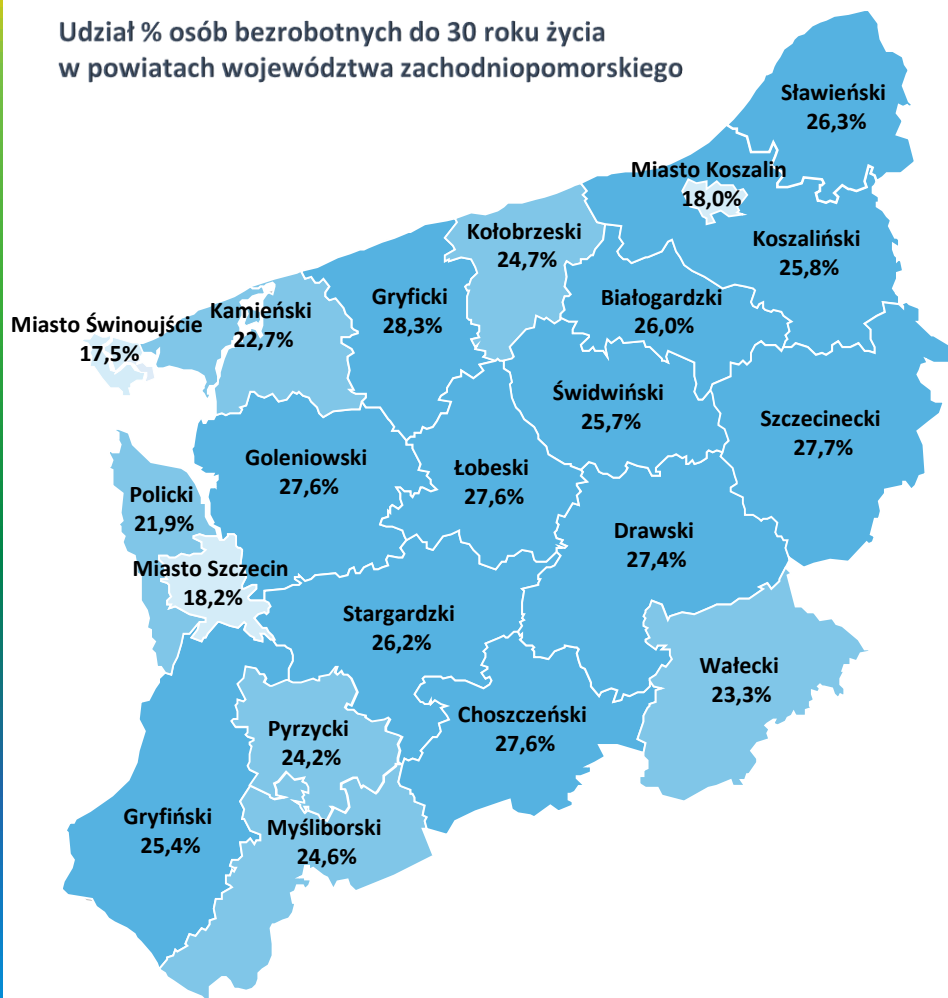 Udział % osób bezrobotnych do 30 roku życia
w powiatach województwa zachodniopomorskiego
Sławieński
26,3%
Miasto Koszalin
18,0%
Kołobrzeski
24,7%
Koszaliński
25,8%
Gryficki
28,3%
Białogardzki
26,0%
Kamieński
22,7%
Miasto Świnoujście
17,5%
Świdwiński
25,7%
Szczecinecki
27,7%
Goleniowski
27,6%
Łobeski
27,6%
Policki
21,9%
Drawski
27,4%
Miasto Szczecin
18,2%
Stargardzki
26,2%
Wałecki
23,3%
Choszczeński
27,6%
Pyrzycki
24,2%
Gryfiński
25,4%
Myśliborski
24,6%